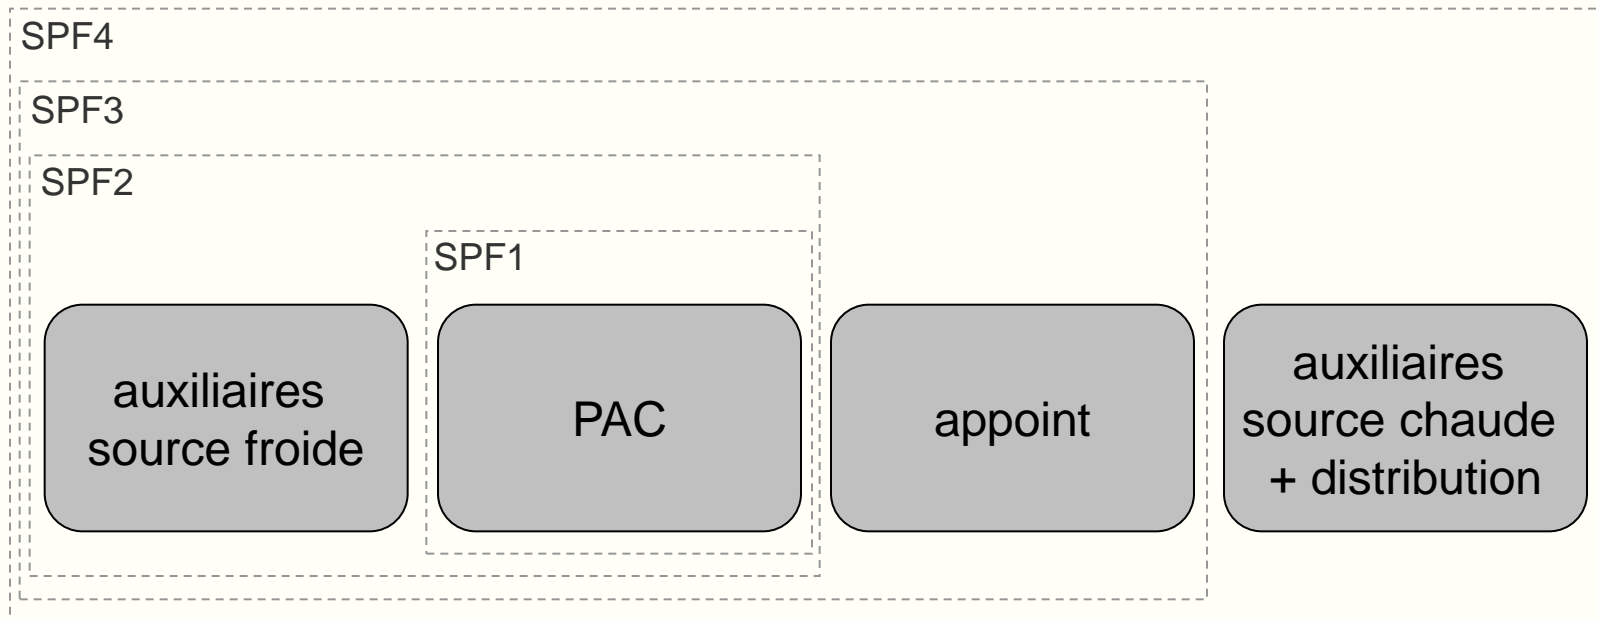 SPF4
SPF3
SPF2
SPF1
auxiliaires
source froide
PAC
appoint
auxiliaires
source chaude
+ distribution